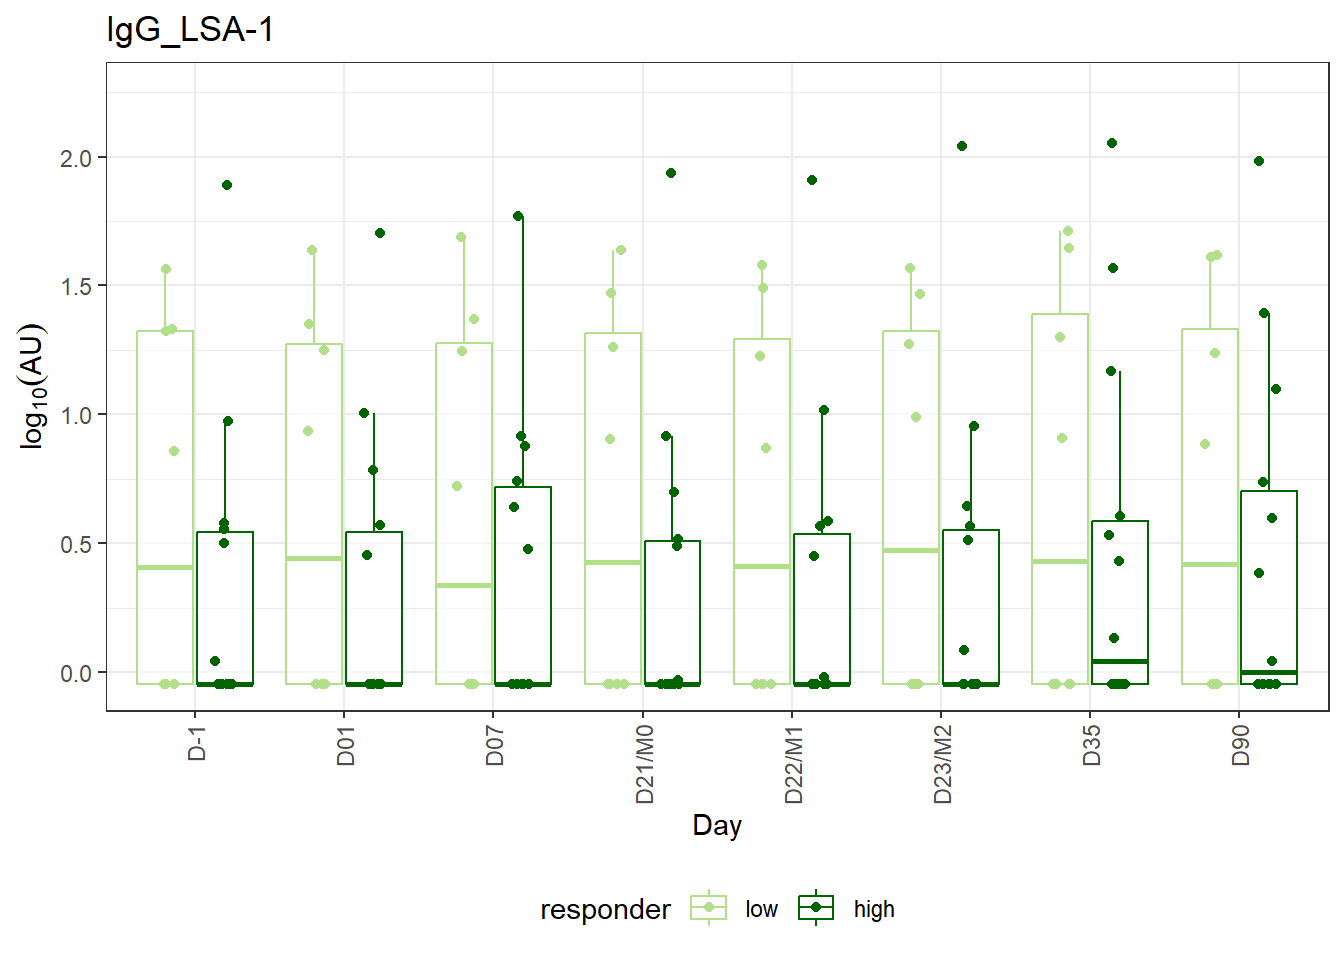 IgG_LSA-1
log10(AU)
2.0
1.5
1.0
0.5
0.0
D-1
D01
D07
D21/M0
D22/M1
D23/M2
D35
D90
Day
responder low high